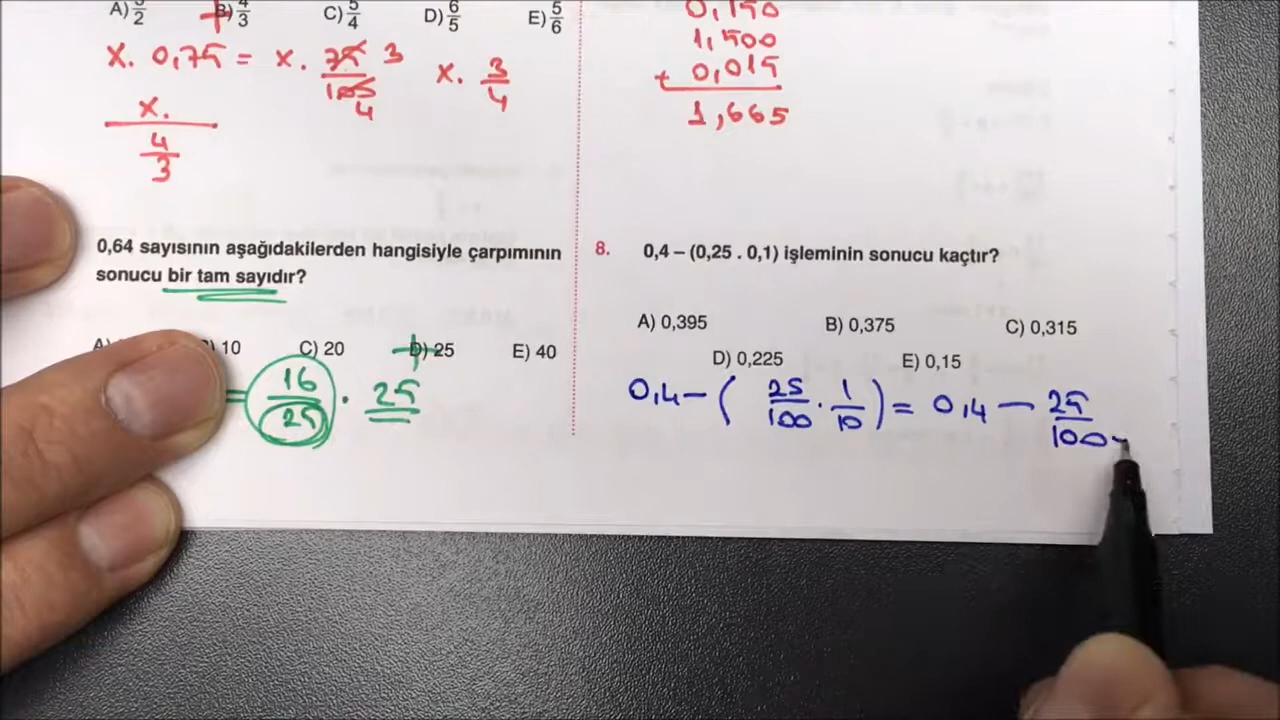 A) 3/2 B) 4/3 C) 5/4 D) 6/5 E) 5/6
x. 0,75 = x. 75/100 3 4 x. 3/4
x.
4/3
0,150
1,500
+ 0,015
1,665
0,64 sayısının aşağıdakilerden hangisiyle çarpımının
sonucu bir tam sayıdır?
10 C) 20 D) 25 E) 40
= 16/25 . 25
8. 0,4 – (0,25 . 0,1) işleminin sonucu kaçtır?
A) 0,395 B) 0,375 C) 0,315
D) 0,225 E) 0,15
0,4 – ( 25/100 . 1/10 ) = 0,4 – 25/100